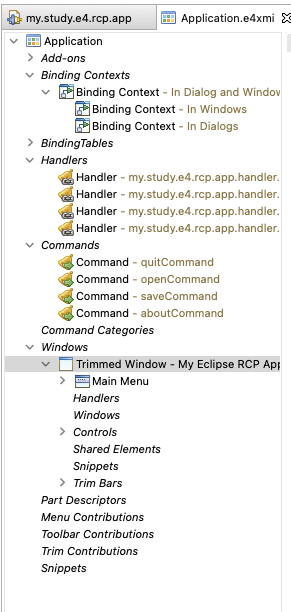 my.study.e4.rcp.app
Application.e4xmi
Application
Add-ons
Binding Contexts
Binding Context - In Dialog and Window
Binding Context - In Windows
Binding Context - In Dialogs
BindingTables
Handlers
Handler - my.study.e4.rcp.app.handler.
Handler - my.study.e4.rcp.app.handler.
Handler - my.study.e4.rcp.app.handler.
Handler - my.study.e4.rcp.app.handler.
Commands
Command - quitCommand
Command - openCommand
Command - saveCommand
Command - aboutCommand
Command Categories
Windows
Trimmed Window - My Eclipse RCP App
Main Menu
Handlers
Windows
Controls
Shared Elements
Snippets
Trim Bars
Part Descriptors
Menu Contributions
Toolbar Contributions
Trim Contributions
Snippets